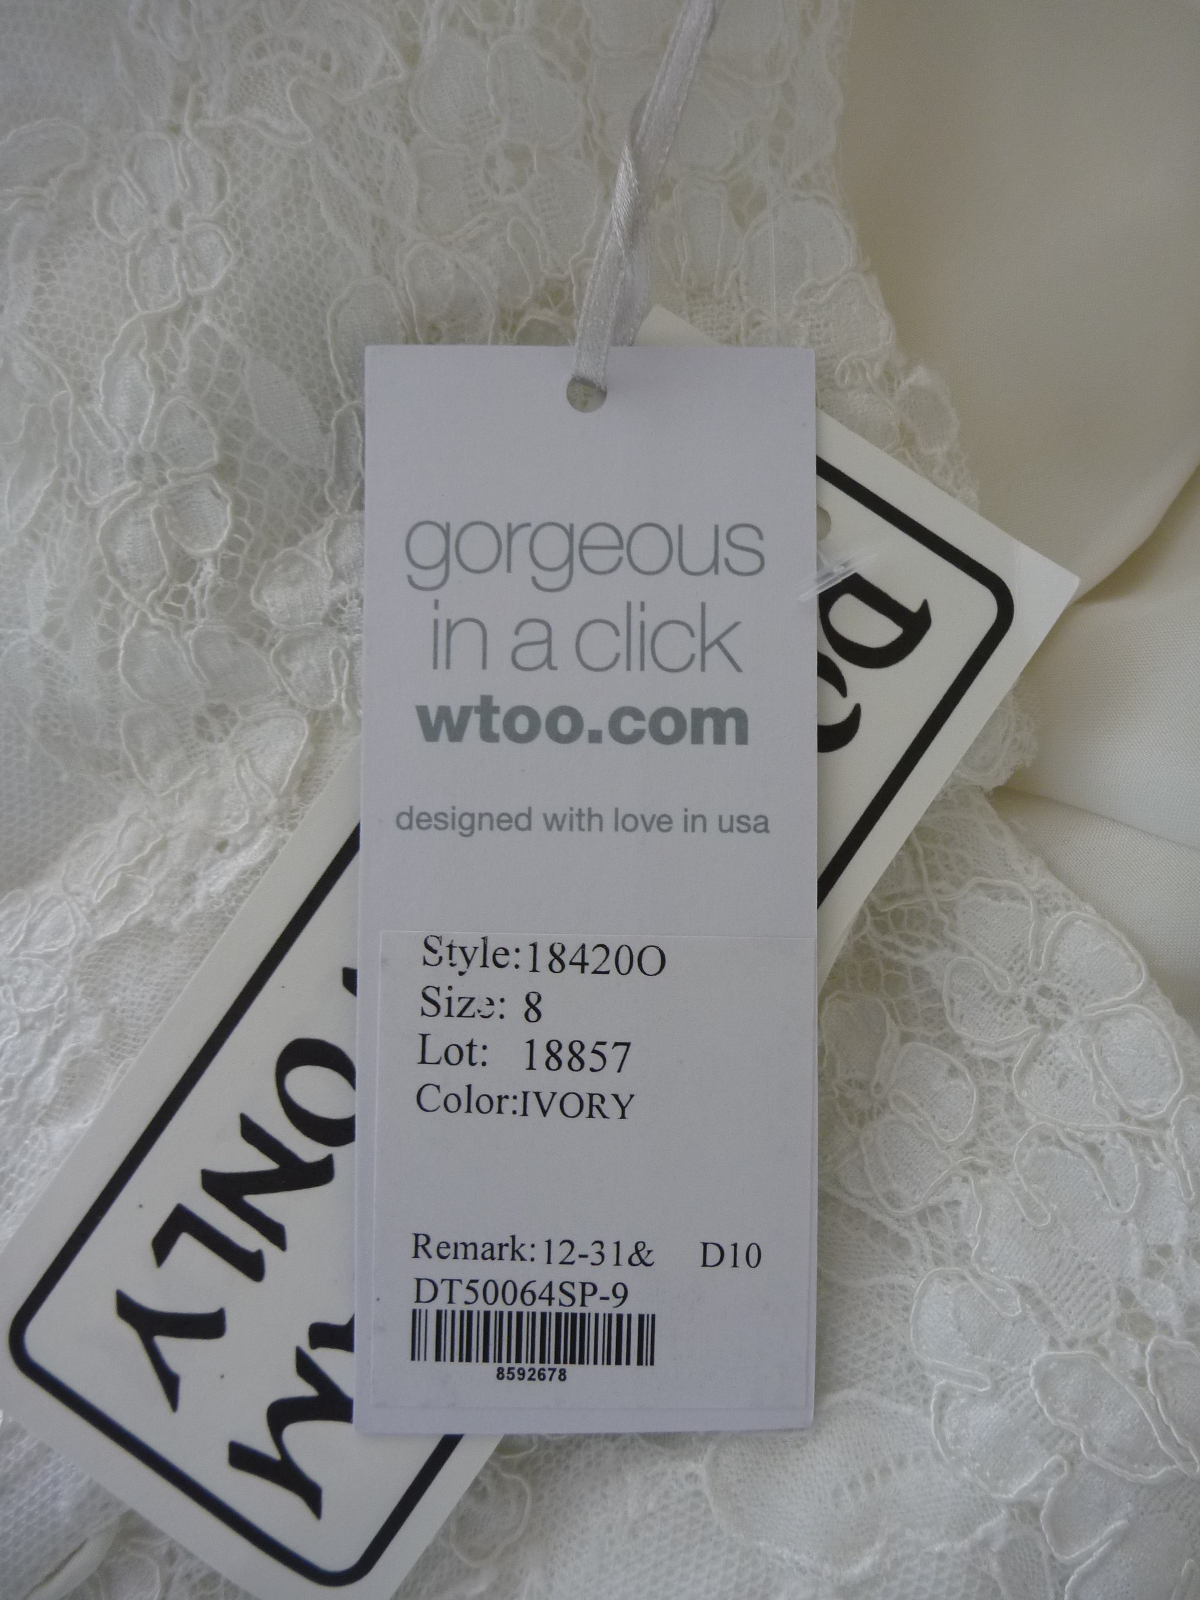 gorgeous
in a click
wtoo.com
designed with love in usa
Style:18420O
Size: 8
Lot: 18857
Color:IVORY
Remark:12-31& D10
DT50064SP-9
8592678
ONLY